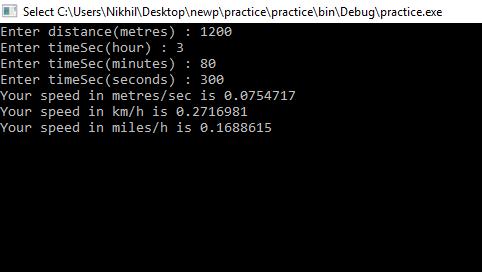 Select C:\Users\Nikhil\Desktop\newp\practice\practice\bin\Debug\practice.exe
Enter distance(metres) : 1200
Enter timeSec(hour) : 3
Enter timeSec(minutes) : 80
Enter timeSec(seconds) : 300
Your speed in metres/sec is 0.0754717
Your speed in km/h is 0.2716981
Your speed in miles/h is 0.1688615